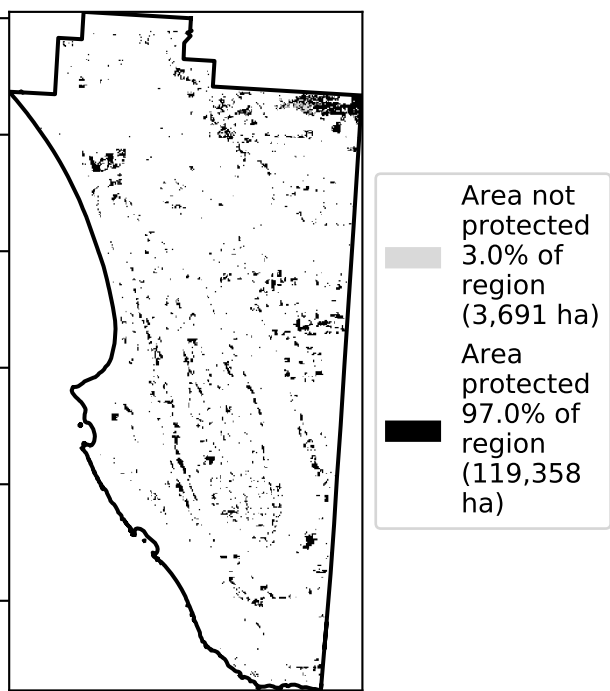 Area not
protected
3.0% of
region
(3,691 ha)
Area
protected
97.0% of
region
(119,358
ha)